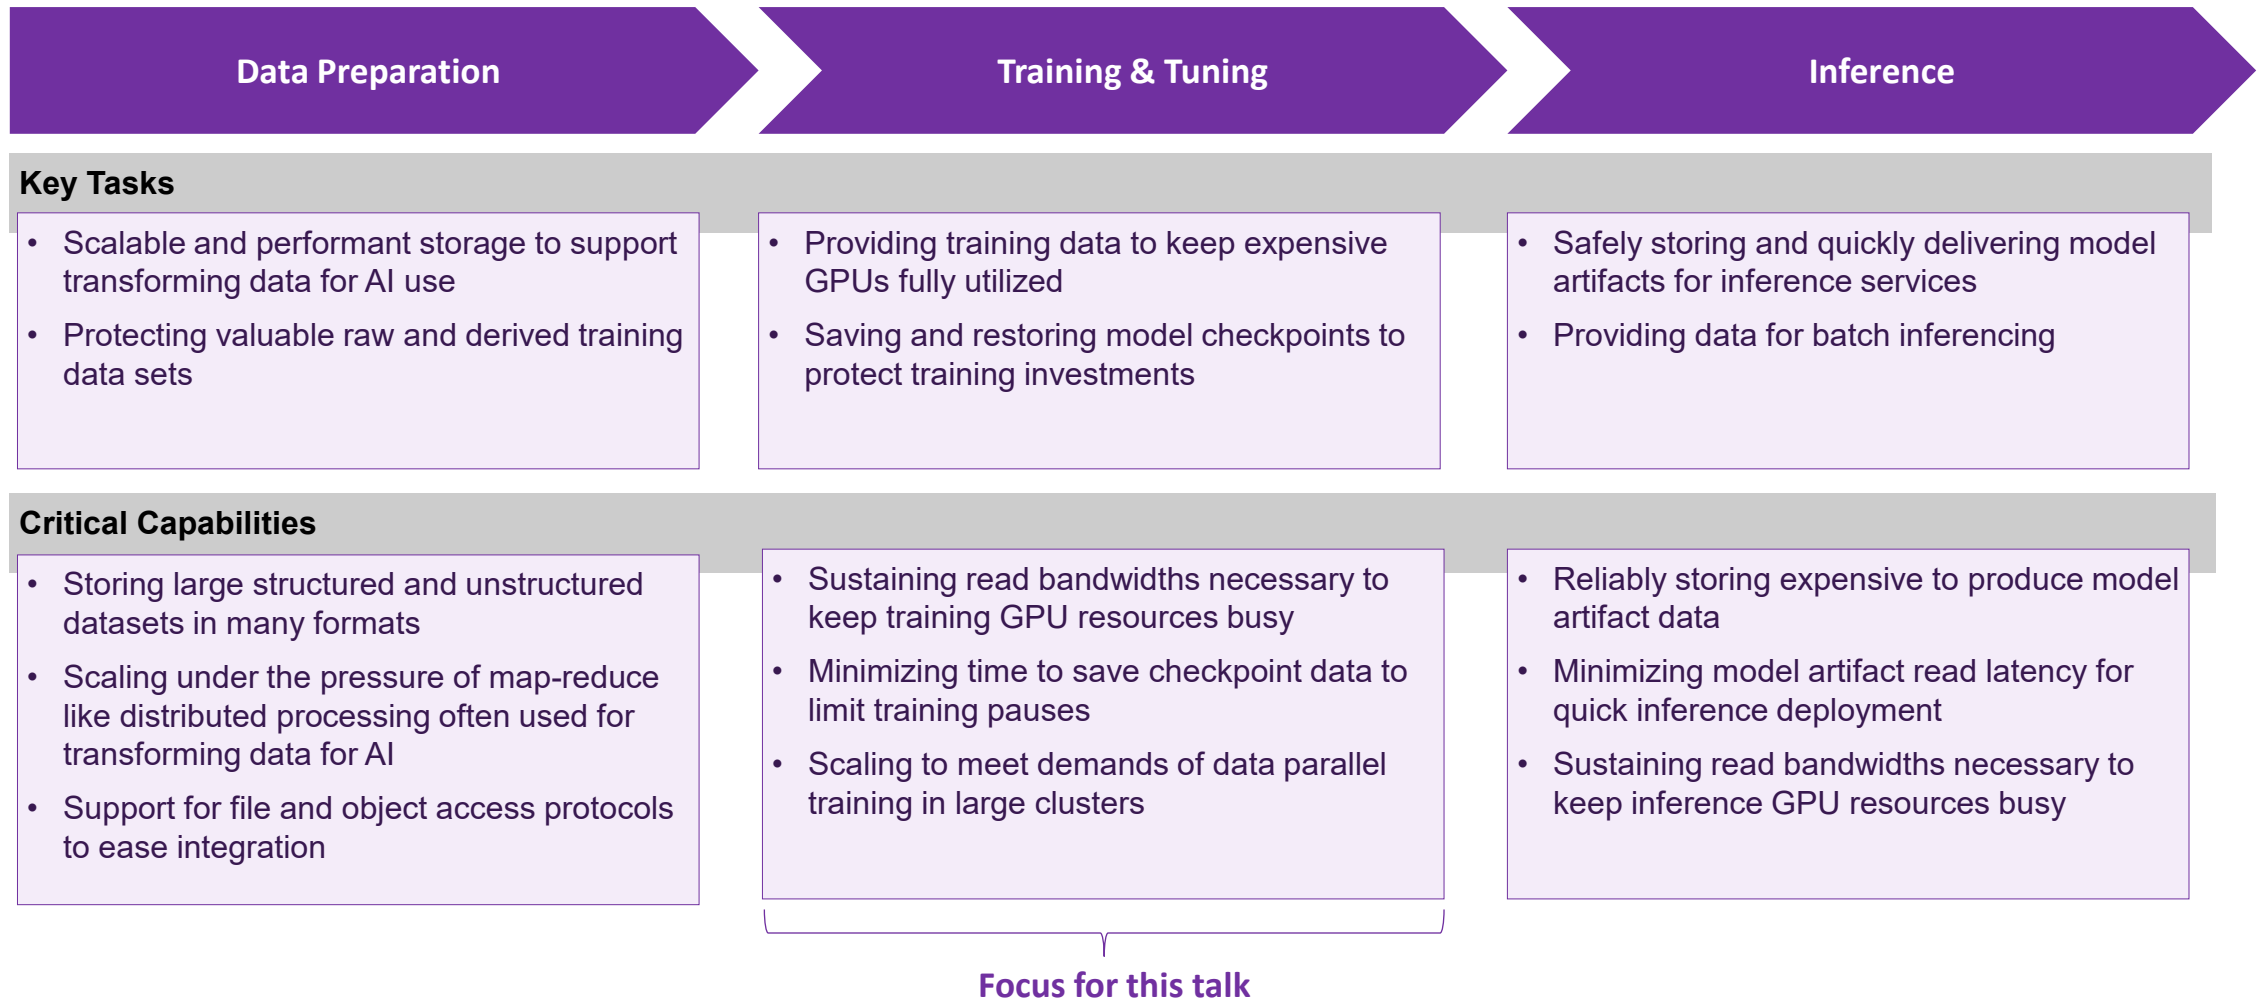 Data Preparation
Training & Tuning
Inference
Key Tasks
• Scalable and performant storage to support
transforming data for AI use
• Protecting valuable raw and derived training
data sets
• Providing training data to keep expensive
GPUs fully utilized
• Saving and restoring model checkpoints to
protect training investments
• Safely storing and quickly delivering model
artifacts for inference services
• Providing data for batch inferencing
Critical Capabilities
• Storing large structured and unstructured
datasets in many formats
• Scaling under the pressure of map-reduce
like distributed processing often used for
transforming data for AI
• Support for file and object access protocols
to ease integration
• Sustaining read bandwidths necessary to
keep training GPU resources busy
• Minimizing time to save checkpoint data to
limit training pauses
• Scaling to meet demands of data parallel
training in large clusters
• Reliably storing expensive to produce model
artifact data
• Minimizing model artifact read latency for
quick inference deployment
• Sustaining read bandwidths necessary to
keep inference GPU resources busy
Focus for this talk